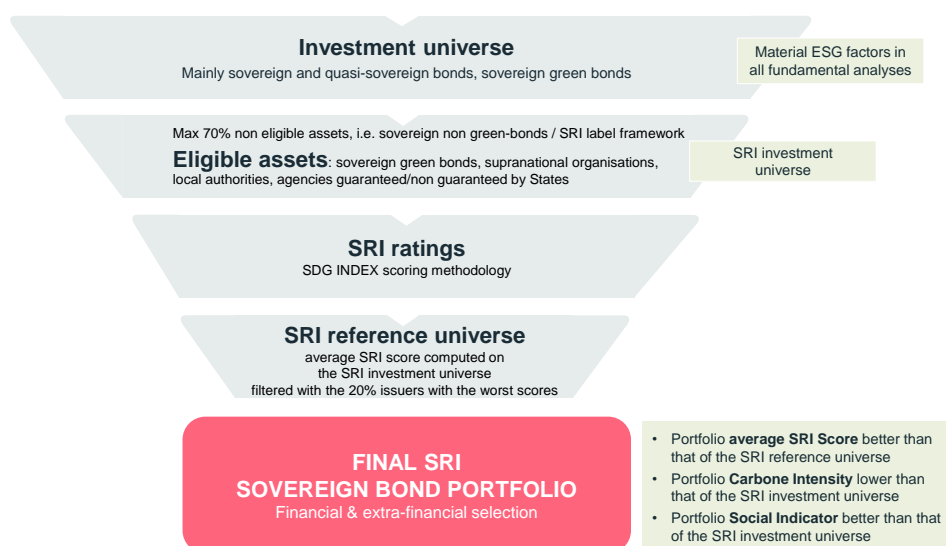 Investment universe
Mainly sovereign and quasi-sovereign bonds, sovereign green bonds
Material ESG factors in
all fundamental analyses
Max 70% non eligible assets, i.e. sovereign non green-bonds / SRI label framework
Eligible assets: sovereign green bonds, supranational organisations,
local authorities, agencies guaranteed/non guaranteed by States
SRI investment
universe
SRI ratings
SDG INDEX scoring methodology
SRI reference universe
average SRI score computed on
the SRI investment universe
filtered with the 20% issuers with the worst scores
FINAL SRI
SOVEREIGN BOND PORTFOLIO
Financial & extra-financial selection
• Portfolio average SRI Score better than
that of the SRI reference universe
• Portfolio Carbone Intensity lower than
that of the SRI investment universe
• Portfolio Social Indicator better than that
of the SRI investment universe